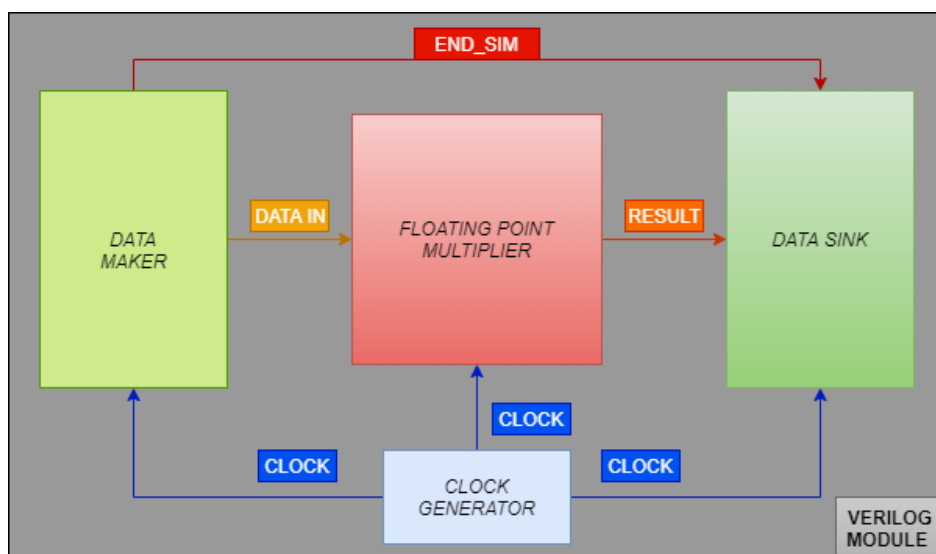 END_SIM
DATA IN
RESULT
DATA
MAKER
FLOATING POINT
MULTIPLIER
DATA SINK
CLOCK
CLOCK
CLOCK
CLOCK
GENERATOR
VERILOG
MODULE